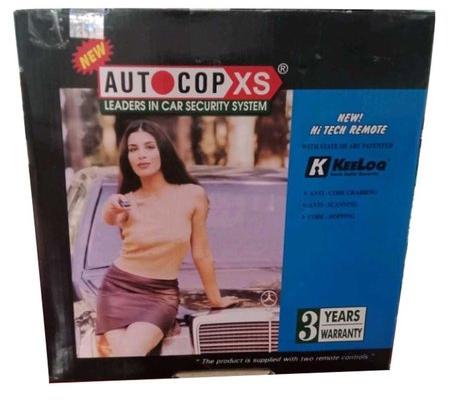 NEW
AUTOCOP XS ®
LEADERS IN CAR SECURITY SYSTEM
NEW!
Hi TECH REMOTE
WITH STATE OF ART PATENTED
K KEELOQ
ANTI - CODE GRABBING
ANTI - SCANNING
CODE - HOPPING
3 YEARS
WARRANTY
" The product is supplied with two remote controls "